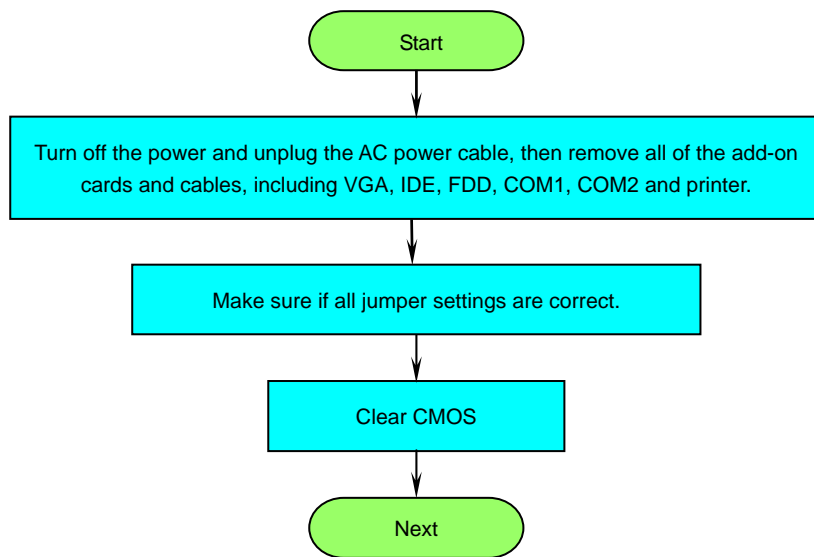 Start
Turn off the power and unplug the AC power cable, then remove all of the add-on
cards and cables, including VGA, IDE, FDD, COM1, COM2 and printer.
Make sure if all jumper settings are correct.
Clear CMOS
Next